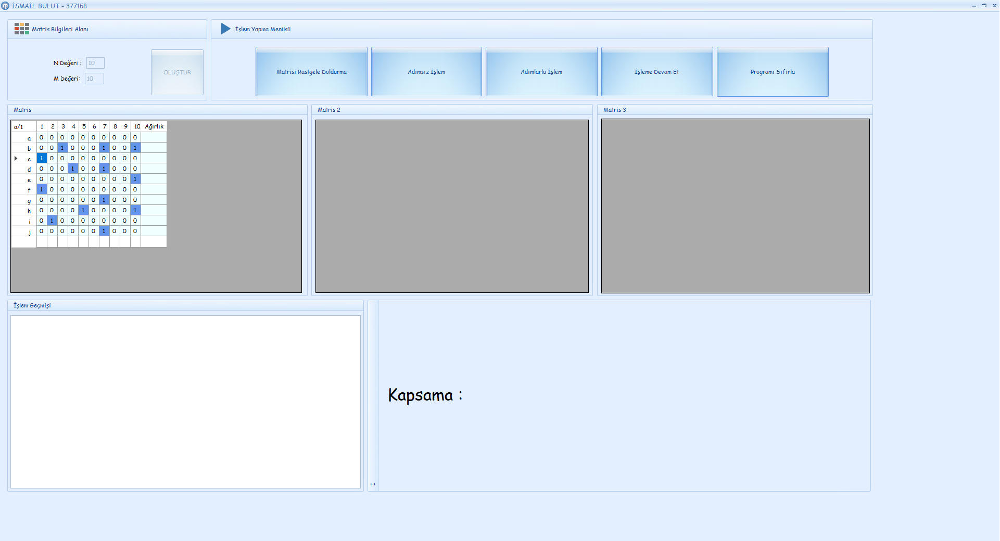 İSMAİL BULUT - 377158
Matris Bilgileri Alanı
N Değeri : 10
M Değeri: 10
OLUŞTUR
İşlem Yapma Menüsü
Matrisi Rastgele Doldurma
Adımsız İşlem
Adımlarla İşlem
İşleme Devam Et
Programı Sıfırla
Matris
a/1 1 2 3 4 5 6 7 8 9 10 Ağırlık
a 0 0 0 0 0 0 0 0 0 0
b 0 0 1 0 0 0 1 0 0 1
c 1 0 0 0 0 0 0 0 0 0
d 0 0 0 1 0 0 1 0 0 0
e 0 0 0 0 0 0 0 0 0 1
f 1 0 0 0 0 0 0 0 0 0
g 0 0 0 0 0 0 1 0 0 0
h 0 0 0 0 1 0 0 0 0 1
i 0 1 0 0 0 0 0 0 0 0
j 0 0 0 0 0 0 1 0 0 0
Matris 2
Matris 3
İşlem Geçmişi
Kapsama :